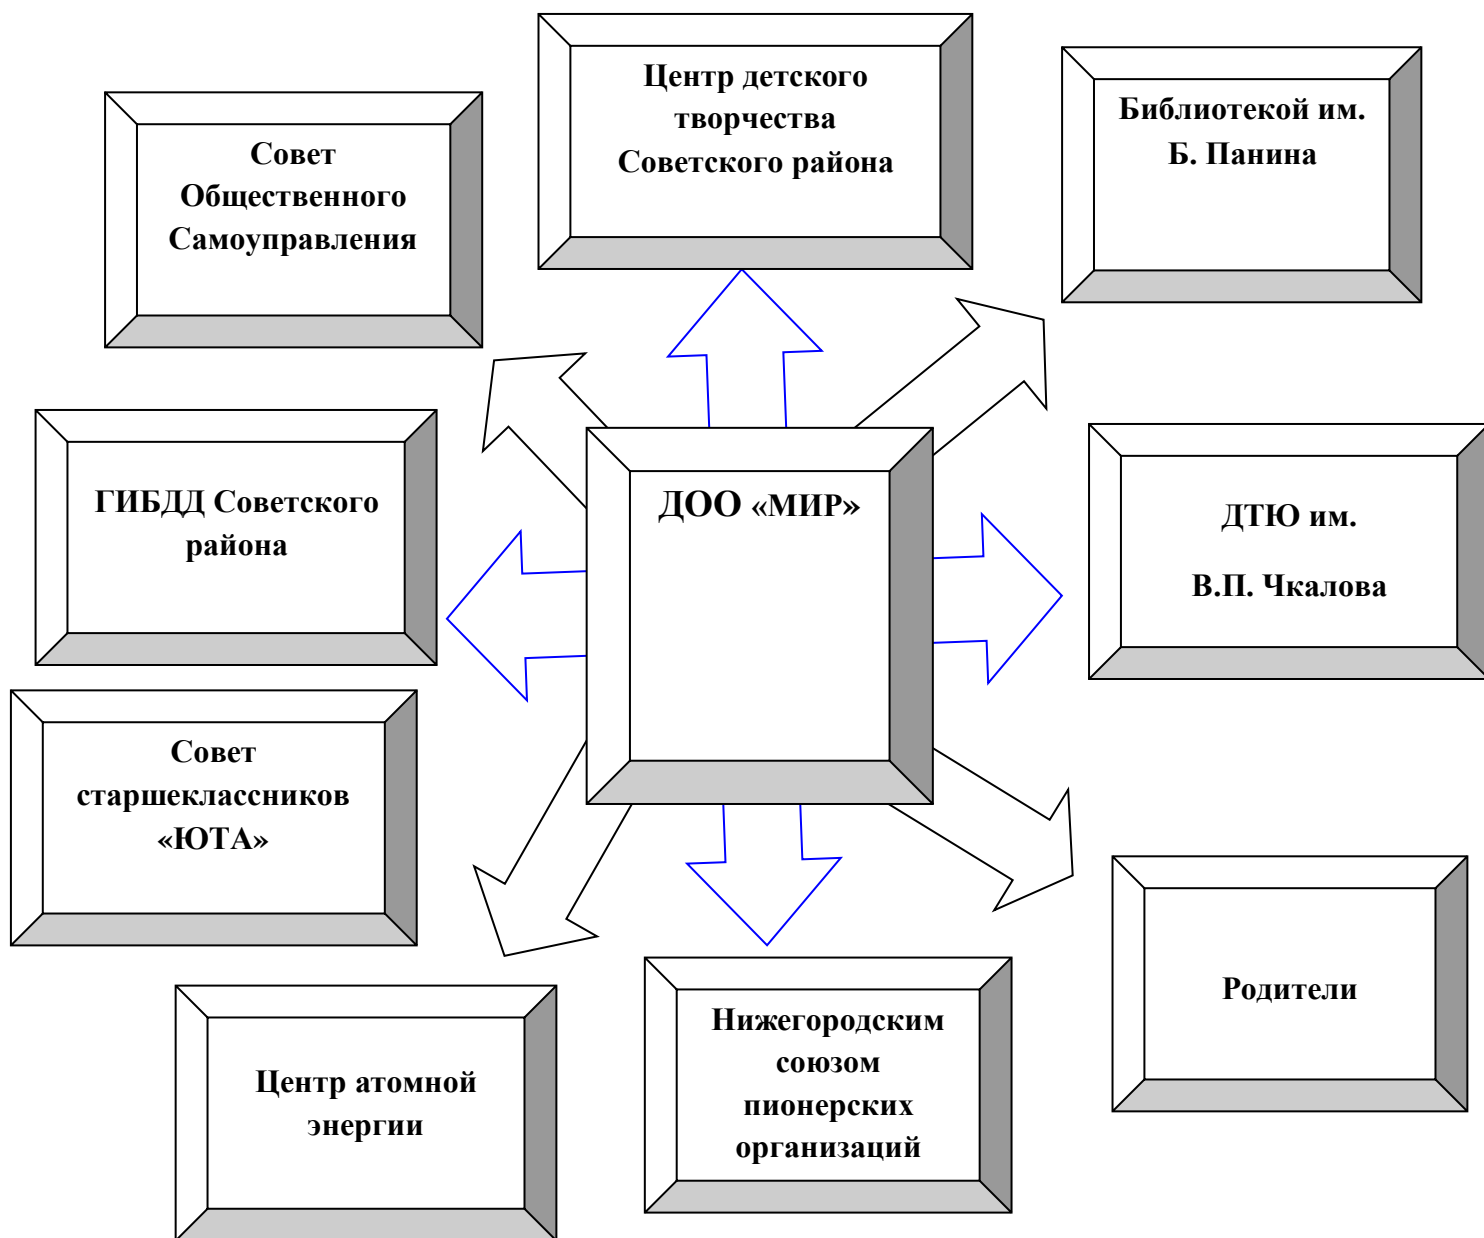 Центр детского
творчества
Советского района
Библиотекой им.
Б. Панина
Совет
Общественного
Самоуправления
ГИБДД Советского
района
ДОО «МИР»
ДТЮ им.
В.П. Чкалова
Совет
старшеклассников
«ЮТА»
Родители
Нижегородским
союзом
пионерских
организаций
Центр атомной
энергии